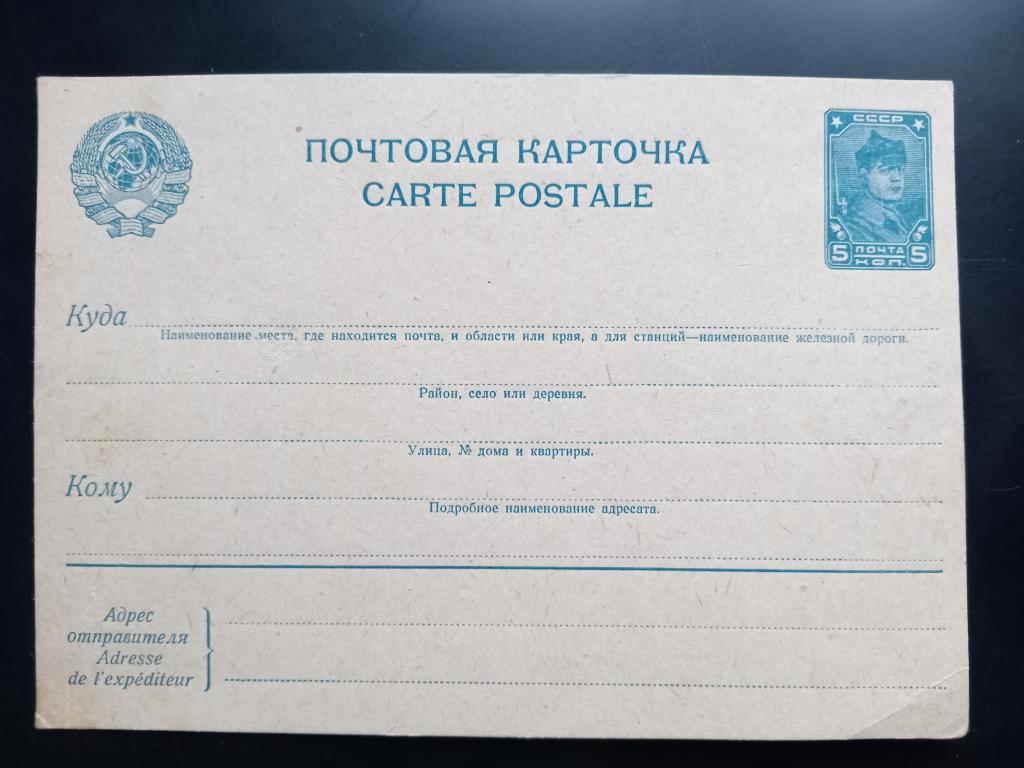 ПОЧТОВАЯ КАРТОЧКА
CARTE POSTALE
СССР
5 ПОЧТА КОП. 5
Куда
Наименование места, где находится почта, и области или края, а для станций—наименование железной дороги.
Район, село или деревня.
Улица, № дома и квартиры.
Кому
Подробное наименование адресата.
Адрес
отправителя
Adresse
de l'expéditeur